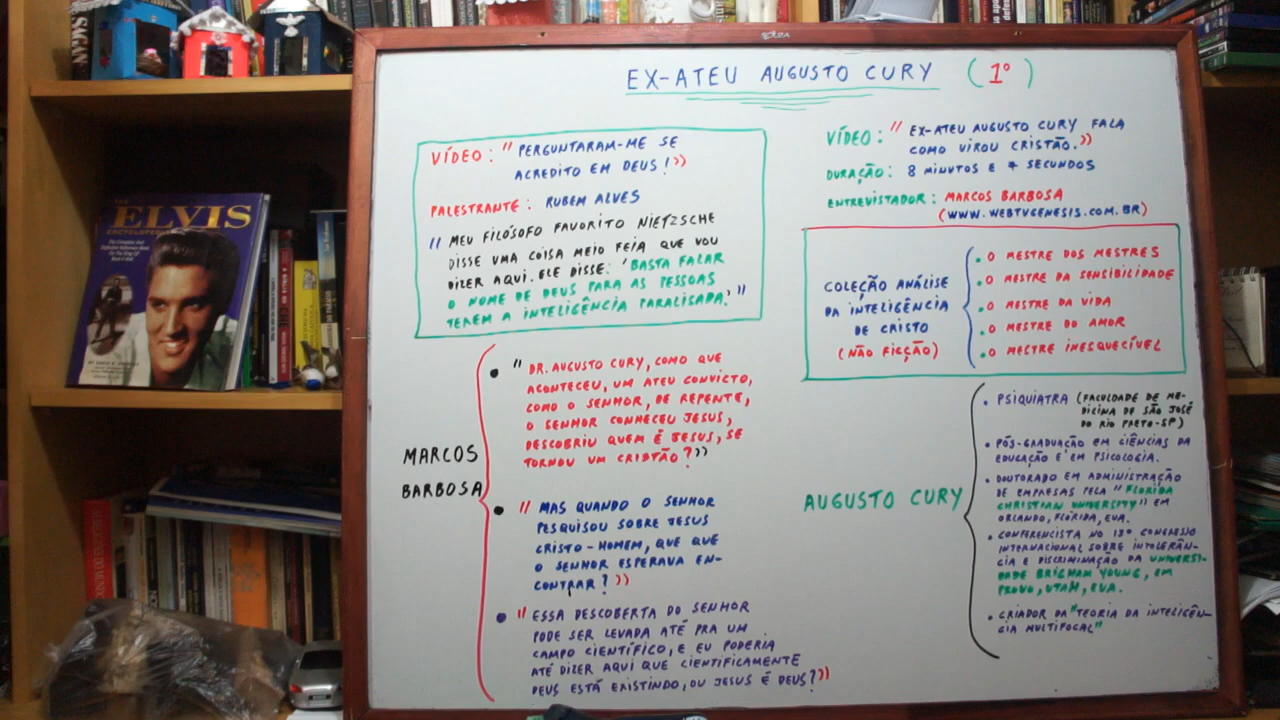 SAGAN
EX-ATEU AUGUSTO CURY (1º)
VÍDEO: "PERGUNTARAM-ME SE
ACREDITO EM DEUS!"
PALESTRANTE: RUBEM ALVES
"MEU FILÓSOFO FAVORITO NIETZSCHE
DISSE UMA COISA MEIO FEIA QUE VOU
DIZER AQUI. ELE DISSE: 'BASTA FALAR
O NOME DE DEUS PARA AS PESSOAS
TEREM A INTELIGÊNCIA PARALISADA.'"
MARCOS
BARBOSA
• "DR. AUGUSTO CURY, COMO QUE
ACONTECEU, UM ATEU CONVICTO,
COMO O SENHOR, DE REPENTE,
O SENHOR CONHECEU JESUS,
DESCOBRIU QUEM É JESUS, SE
TORNOU UM CRISTÃO?"
• "MAS QUANDO O SENHOR
PESQUISOU SOBRE JESUS
CRISTO-HOMEM, QUE QUE
O SENHOR ESPERAVA EN-
CONTRAR?"
• "ESSA DESCOBERTA DO SENHOR
PODE SER LEVADA ATÉ PRA UM
CAMPO CIENTÍFICO, E EU PODERIA
ATÉ DIZER AQUI QUE CIENTIFICAMENTE
DEUS ESTÁ EXISTINDO, OU JESUS É DEUS?"
VÍDEO: "EX-ATEU AUGUSTO CURY FALA
COMO VIROU CRISTÃO."
DURAÇÃO: 8 MINUTOS E 7 SEGUNDOS
ENTREVISTADOR: MARCOS BARBOSA
(WWW.WEBTVGENESIS.COM.BR)
COLEÇÃO ANÁLISE
DA INTELIGÊNCIA
DE CRISTO
(NÃO FICÇÃO)
• O MESTRE DOS MESTRES
• O MESTRE DA SENSIBILIDADE
• O MESTRE DA VIDA
• O MESTRE DO AMOR
• O MESTRE INESQUECÍVEL
AUGUSTO CURY
• PSIQUIATRA (FACULDADE DE ME-
DICINA DE SÃO JOSÉ
DO RIO PRETO-SP)
• PÓS-GRADUAÇÃO EM CIÊNCIAS DA
EDUCAÇÃO E EM PSICOLOGIA.
• DOUTORADO EM ADMINISTRAÇÃO
DE EMPRESAS PELA "FLORIDA
CHRISTIAN UNIVERSITY" EM
ORLANDO, FLÓRIDA, EUA.
• CONFERENCISTA NO 13º CONGRESSO
INTERNACIONAL SOBRE INTOLERÂN-
CIA E DISCRIMINAÇÃO DA UNIVERSI-
DADE BRIGHAM YOUNG, EM
PROVO, UTAH, EUA.
• CRIADOR DA "TEORIA DA INTELIGÊN-
CIA MULTIFOCAL"
THE
ELVIS
ENCYCLOPEDIA